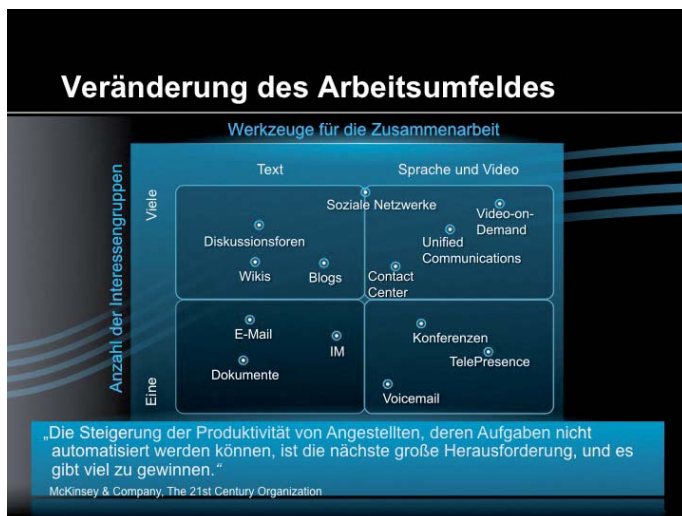 Veränderung des Arbeitsumfeldes
Werkzeuge für die Zusammenarbeit
Anzahl der Interessengruppen
Text
Sprache und Video
Viele
Soziale Netzwerke
Video-on-
Demand
Diskussionsforen
Unified
Communications
Wikis
Blogs
Contact
Center
Eine
E-Mail
IM
Konferenzen
TelePresence
Dokumente
Voicemail
„Die Steigerung der Produktivität von Angestellten, deren Aufgaben nicht
automatisiert werden können, ist die nächste große Herausforderung, und es
gibt viel zu gewinnen.“
McKinsey & Company, The 21st Century Organization